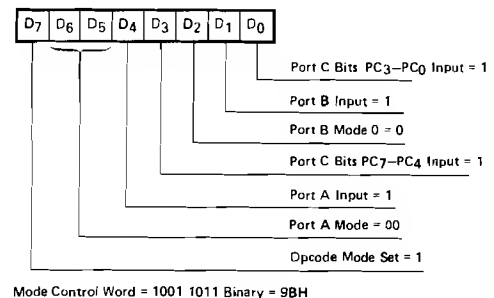 D7 D6 D5 D4 D3 D2 D1 D0
Port C Bits PC3–PC0 Input = 1
Port B Input = 1
Port B Mode 0 = 0
Port C Bits PC7–PC4 Input = 1
Port A Input = 1
Port A Mode = 00
Opcode Mode Set = 1
Mode Control Word = 1001 1011 Binary = 9BH